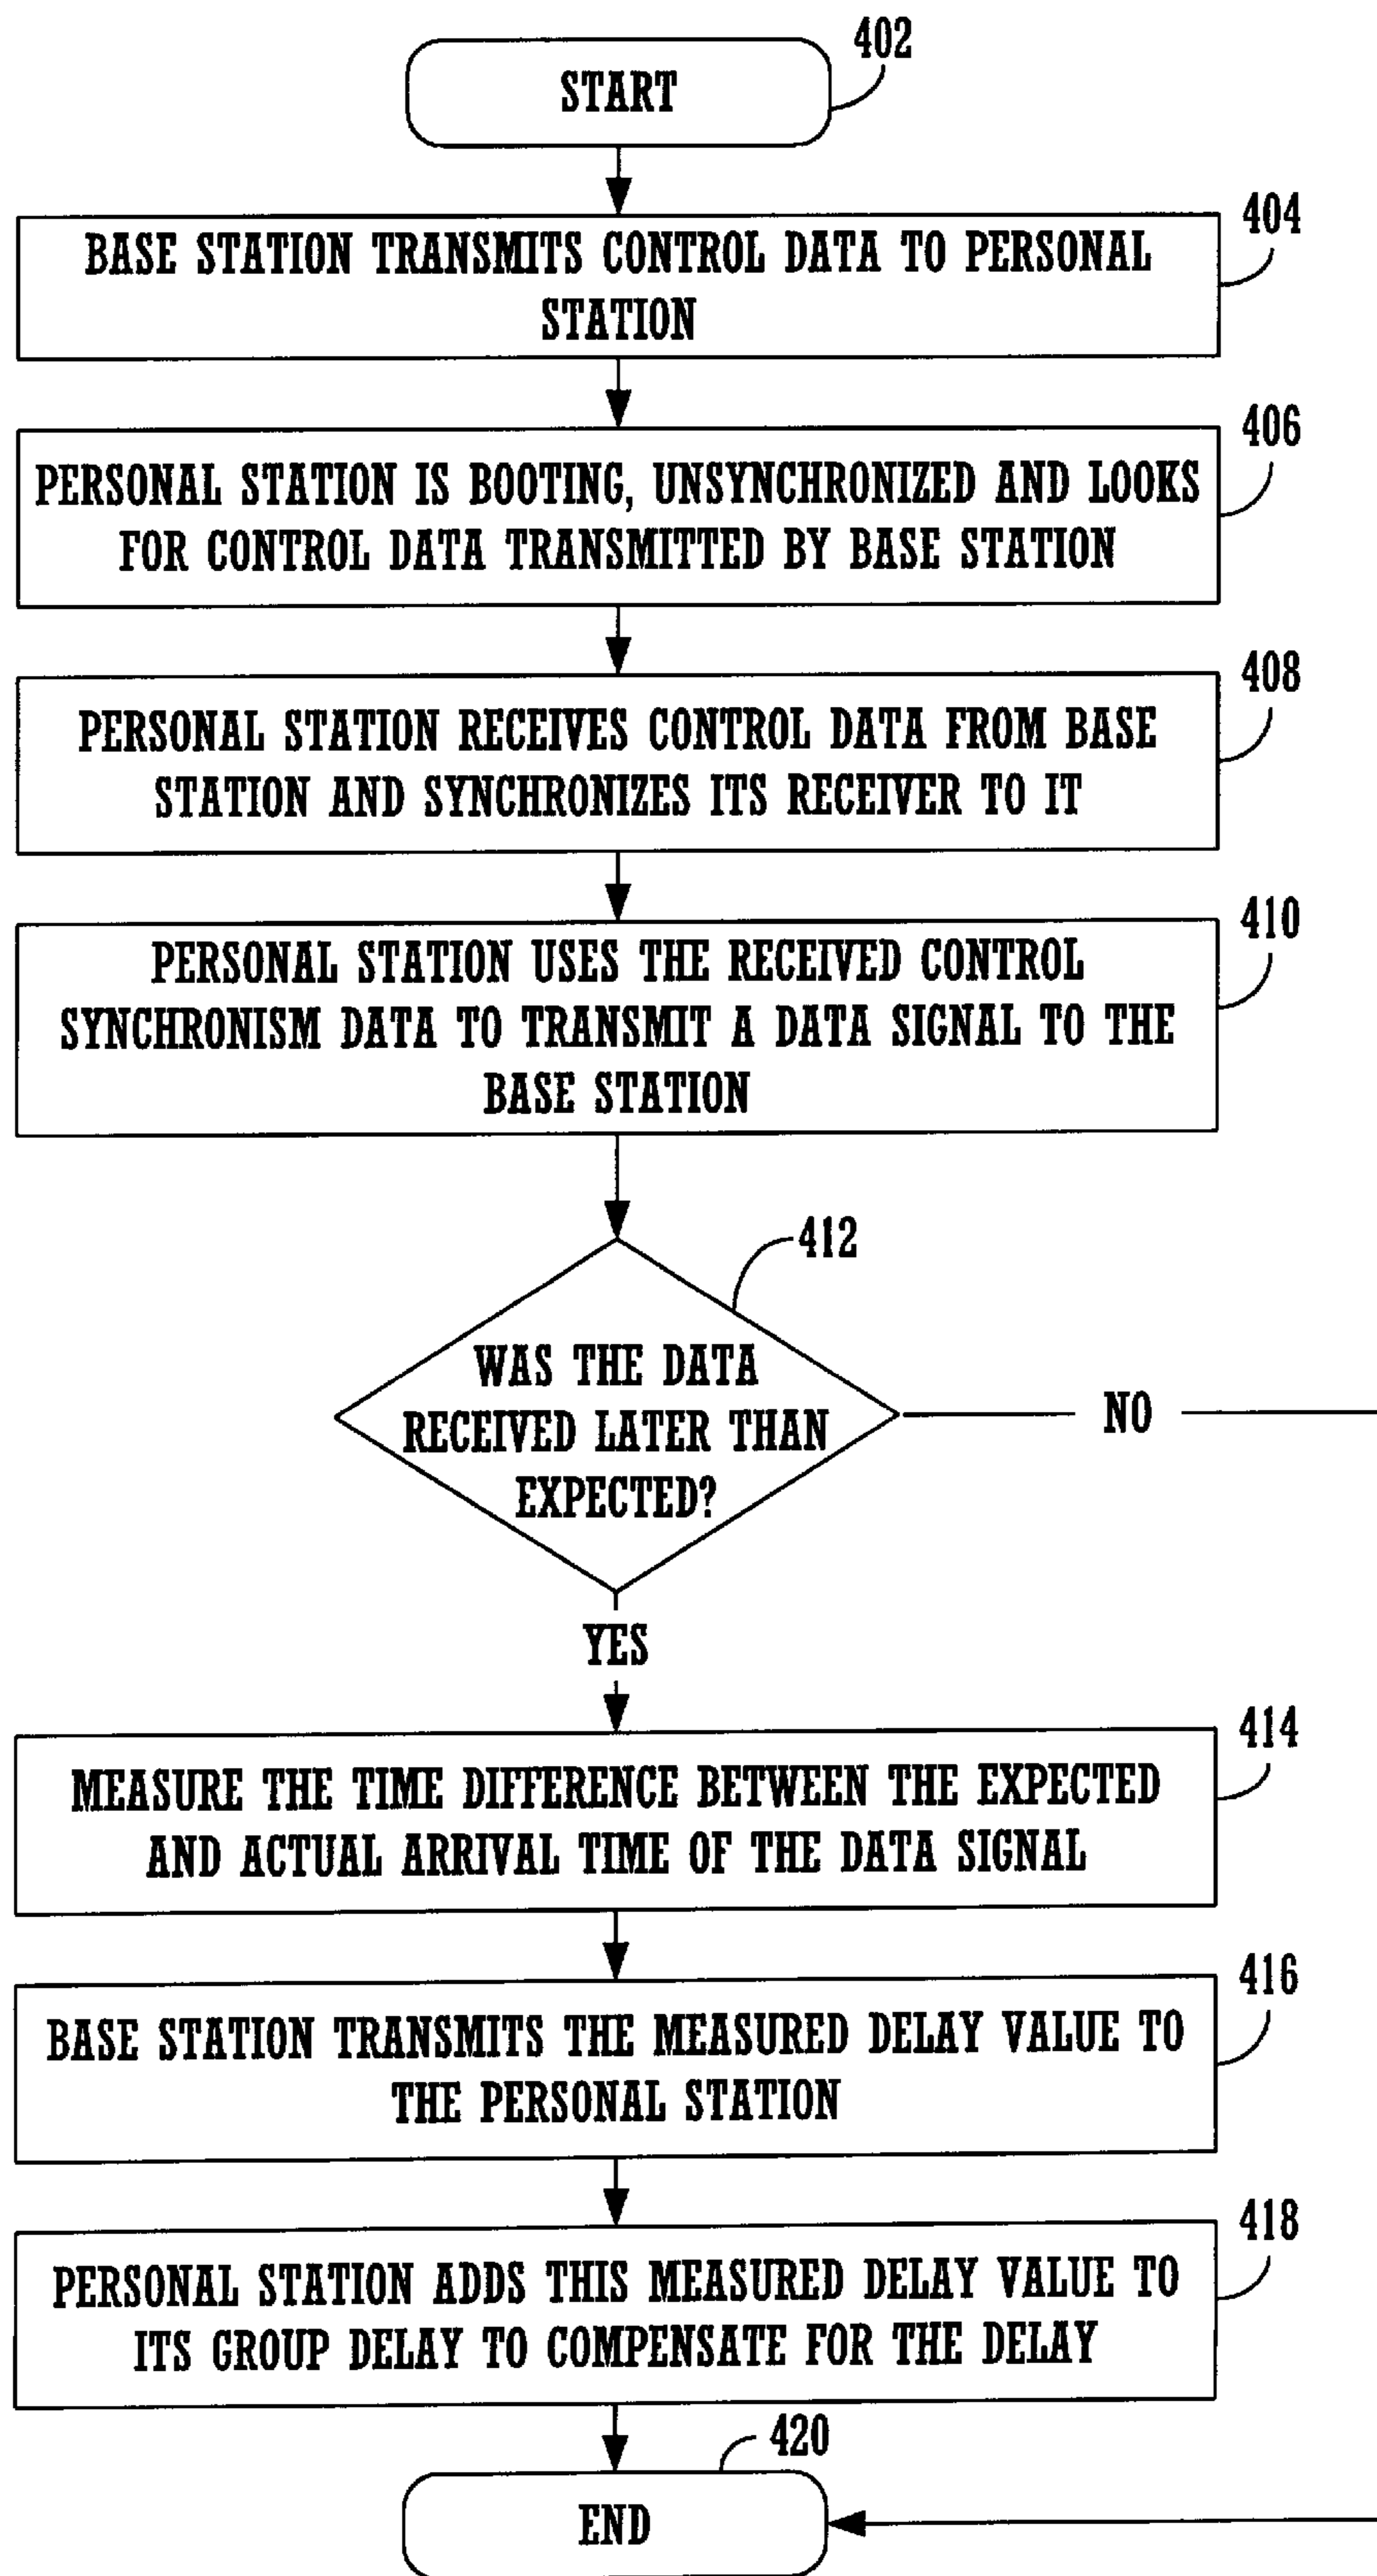 402
START
404
BASE STATION TRANSMITS CONTROL DATA TO PERSONAL
STATION
406
PERSONAL STATION IS BOOTING, UNSYNCHRONIZED AND LOOKS
FOR CONTROL DATA TRANSMITTED BY BASE STATION
408
PERSONAL STATION RECEIVES CONTROL DATA FROM BASE
STATION AND SYNCHRONIZES ITS RECEIVER TO IT
410
PERSONAL STATION USES THE RECEIVED CONTROL
SYNCHRONISM DATA TO TRANSMIT A DATA SIGNAL TO THE
BASE STATION
412
WAS THE DATA
RECEIVED LATER THAN
EXPECTED?
NO
YES
414
MEASURE THE TIME DIFFERENCE BETWEEN THE EXPECTED
AND ACTUAL ARRIVAL TIME OF THE DATA SIGNAL
416
BASE STATION TRANSMITS THE MEASURED DELAY VALUE TO
THE PERSONAL STATION
418
PERSONAL STATION ADDS THIS MEASURED DELAY VALUE TO
ITS GROUP DELAY TO COMPENSATE FOR THE DELAY
420
END